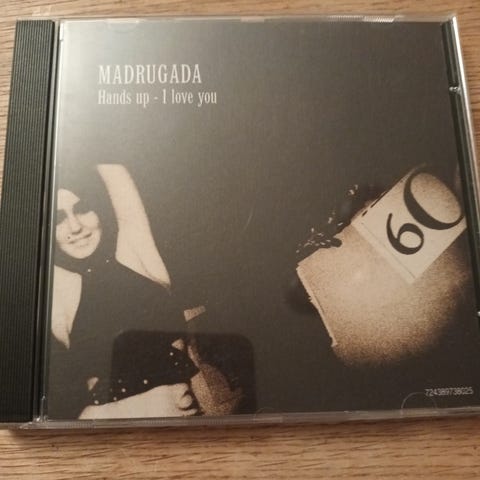 MADRUGADA
Hands up - I love you
60
724389738025